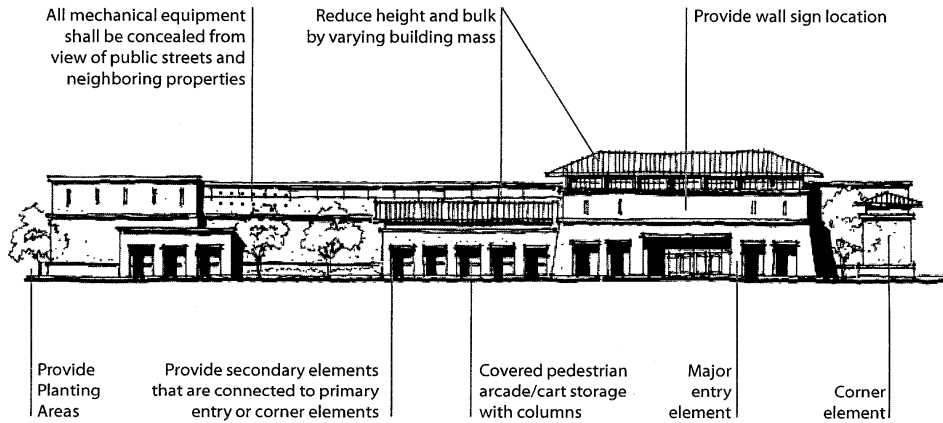 All mechanical equipment
shall be concealed from
view of public streets and
neighboring properties
Reduce height and bulk
by varying building mass
Provide wall sign location
Provide
Planting
Areas
Provide secondary elements
that are connected to primary
entry or corner elements
Covered pedestrian
arcade/cart storage
with columns
Major
entry
element
Corner
element